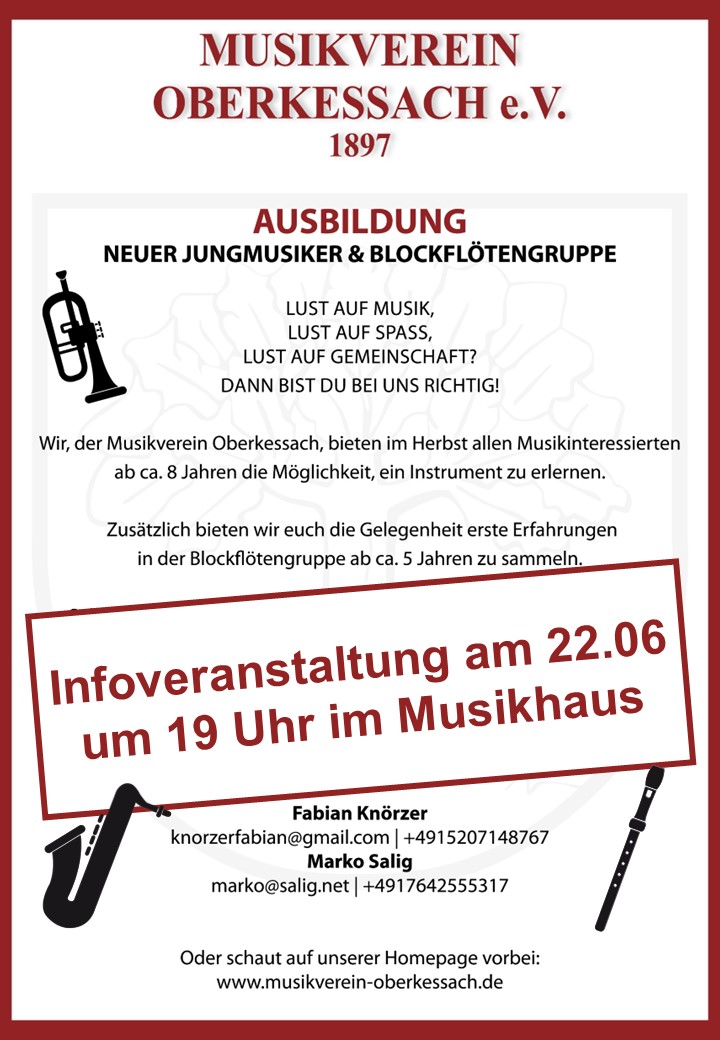 MUSIKVEREIN
OBERKESSACH e.V.
1897
AUSBILDUNG
NEUER JUNGMUSIKER & BLOCKFLÖTENGRUPPE
LUST AUF MUSIK,
LUST AUF SPASS,
LUST AUF GEMEINSCHAFT?
DANN BIST DU BEI UNS RICHTIG!
Wir, der Musikverein Oberkessach, bieten im Herbst allen Musikinteressierten
ab ca. 8 Jahren die Möglichkeit, ein Instrument zu erlernen.
Zusätzlich bieten wir euch die Gelegenheit erste Erfahrungen
in der Blockflötengruppe ab ca. 5 Jahren zu sammeln.
Infoveranstaltung am 22.06
um 19 Uhr im Musikhaus
Fabian Knörzer
knorzerfabian@gmail.com | +4915207148767
Marko Salig
marko@salig.net | +4917642555317
Oder schaut auf unserer Homepage vorbei:
www.musikverein-oberkessach.de